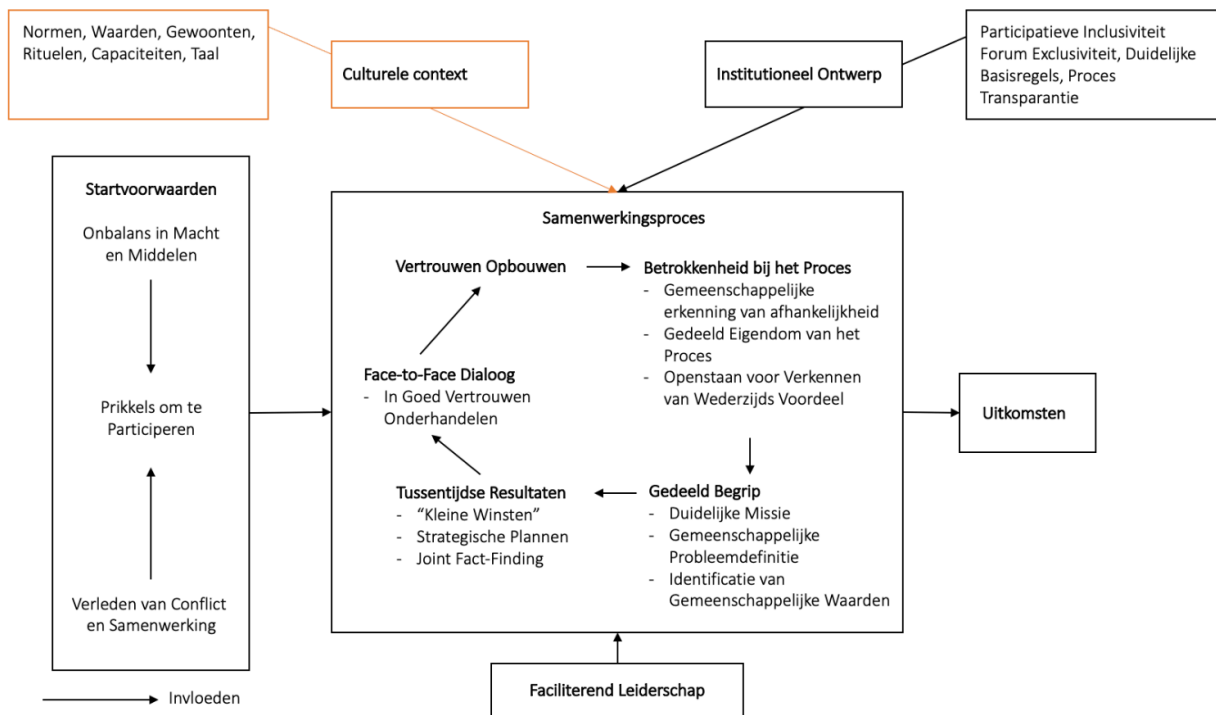 Normen, Waarden, Gewoonten,
Rituelen, Capaciteiten, Taal
Culturele context
Institutioneel Ontwerp
Participatieve Inclusiviteit
Forum Exclusiviteit, Duidelijke
Basisregels, Proces
Transparantie
Startvoorwaarden
Onbalans in Macht
en Middelen
Prikkels om te
Participeren
Verleden van Conflict
en Samenwerking
Samenwerkingsproces
Vertrouwen Opbouwen
Betrokkenheid bij het Proces
- Gemeenschappelijke
erkenning van afhankelijkheid
- Gedeeld Eigendom van het
Proces
- Openstaan voor Verkennen
van Wederzijds Voordeel
Face-to-Face Dialoog
- In Goed Vertrouwen
Onderhandelen
Tussentijdse Resultaten
- “Kleine Winsten”
- Strategische Plannen
- Joint Fact-Finding
Gedeeld Begrip
- Duidelijke Missie
- Gemeenschappelijke
Probleemdefinitie
- Identificatie van
Gemeenschappelijke Waarden
Uitkomsten
Faciliterend Leiderschap
Invloeden